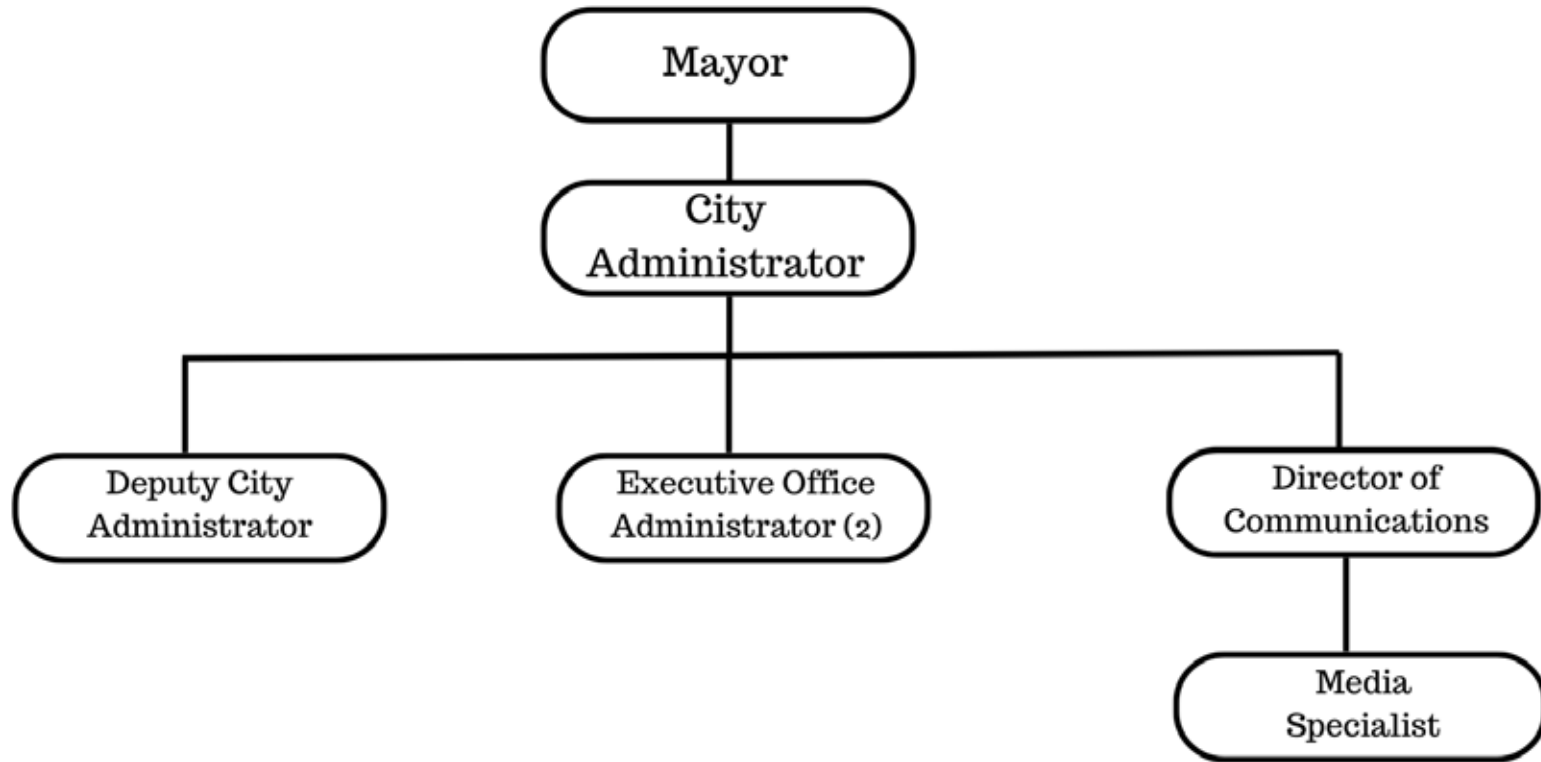 Mayor
City
Administrator
Deputy City
Administrator
Executive Office
Administrator (2)
Director of
Communications
Media
Specialist